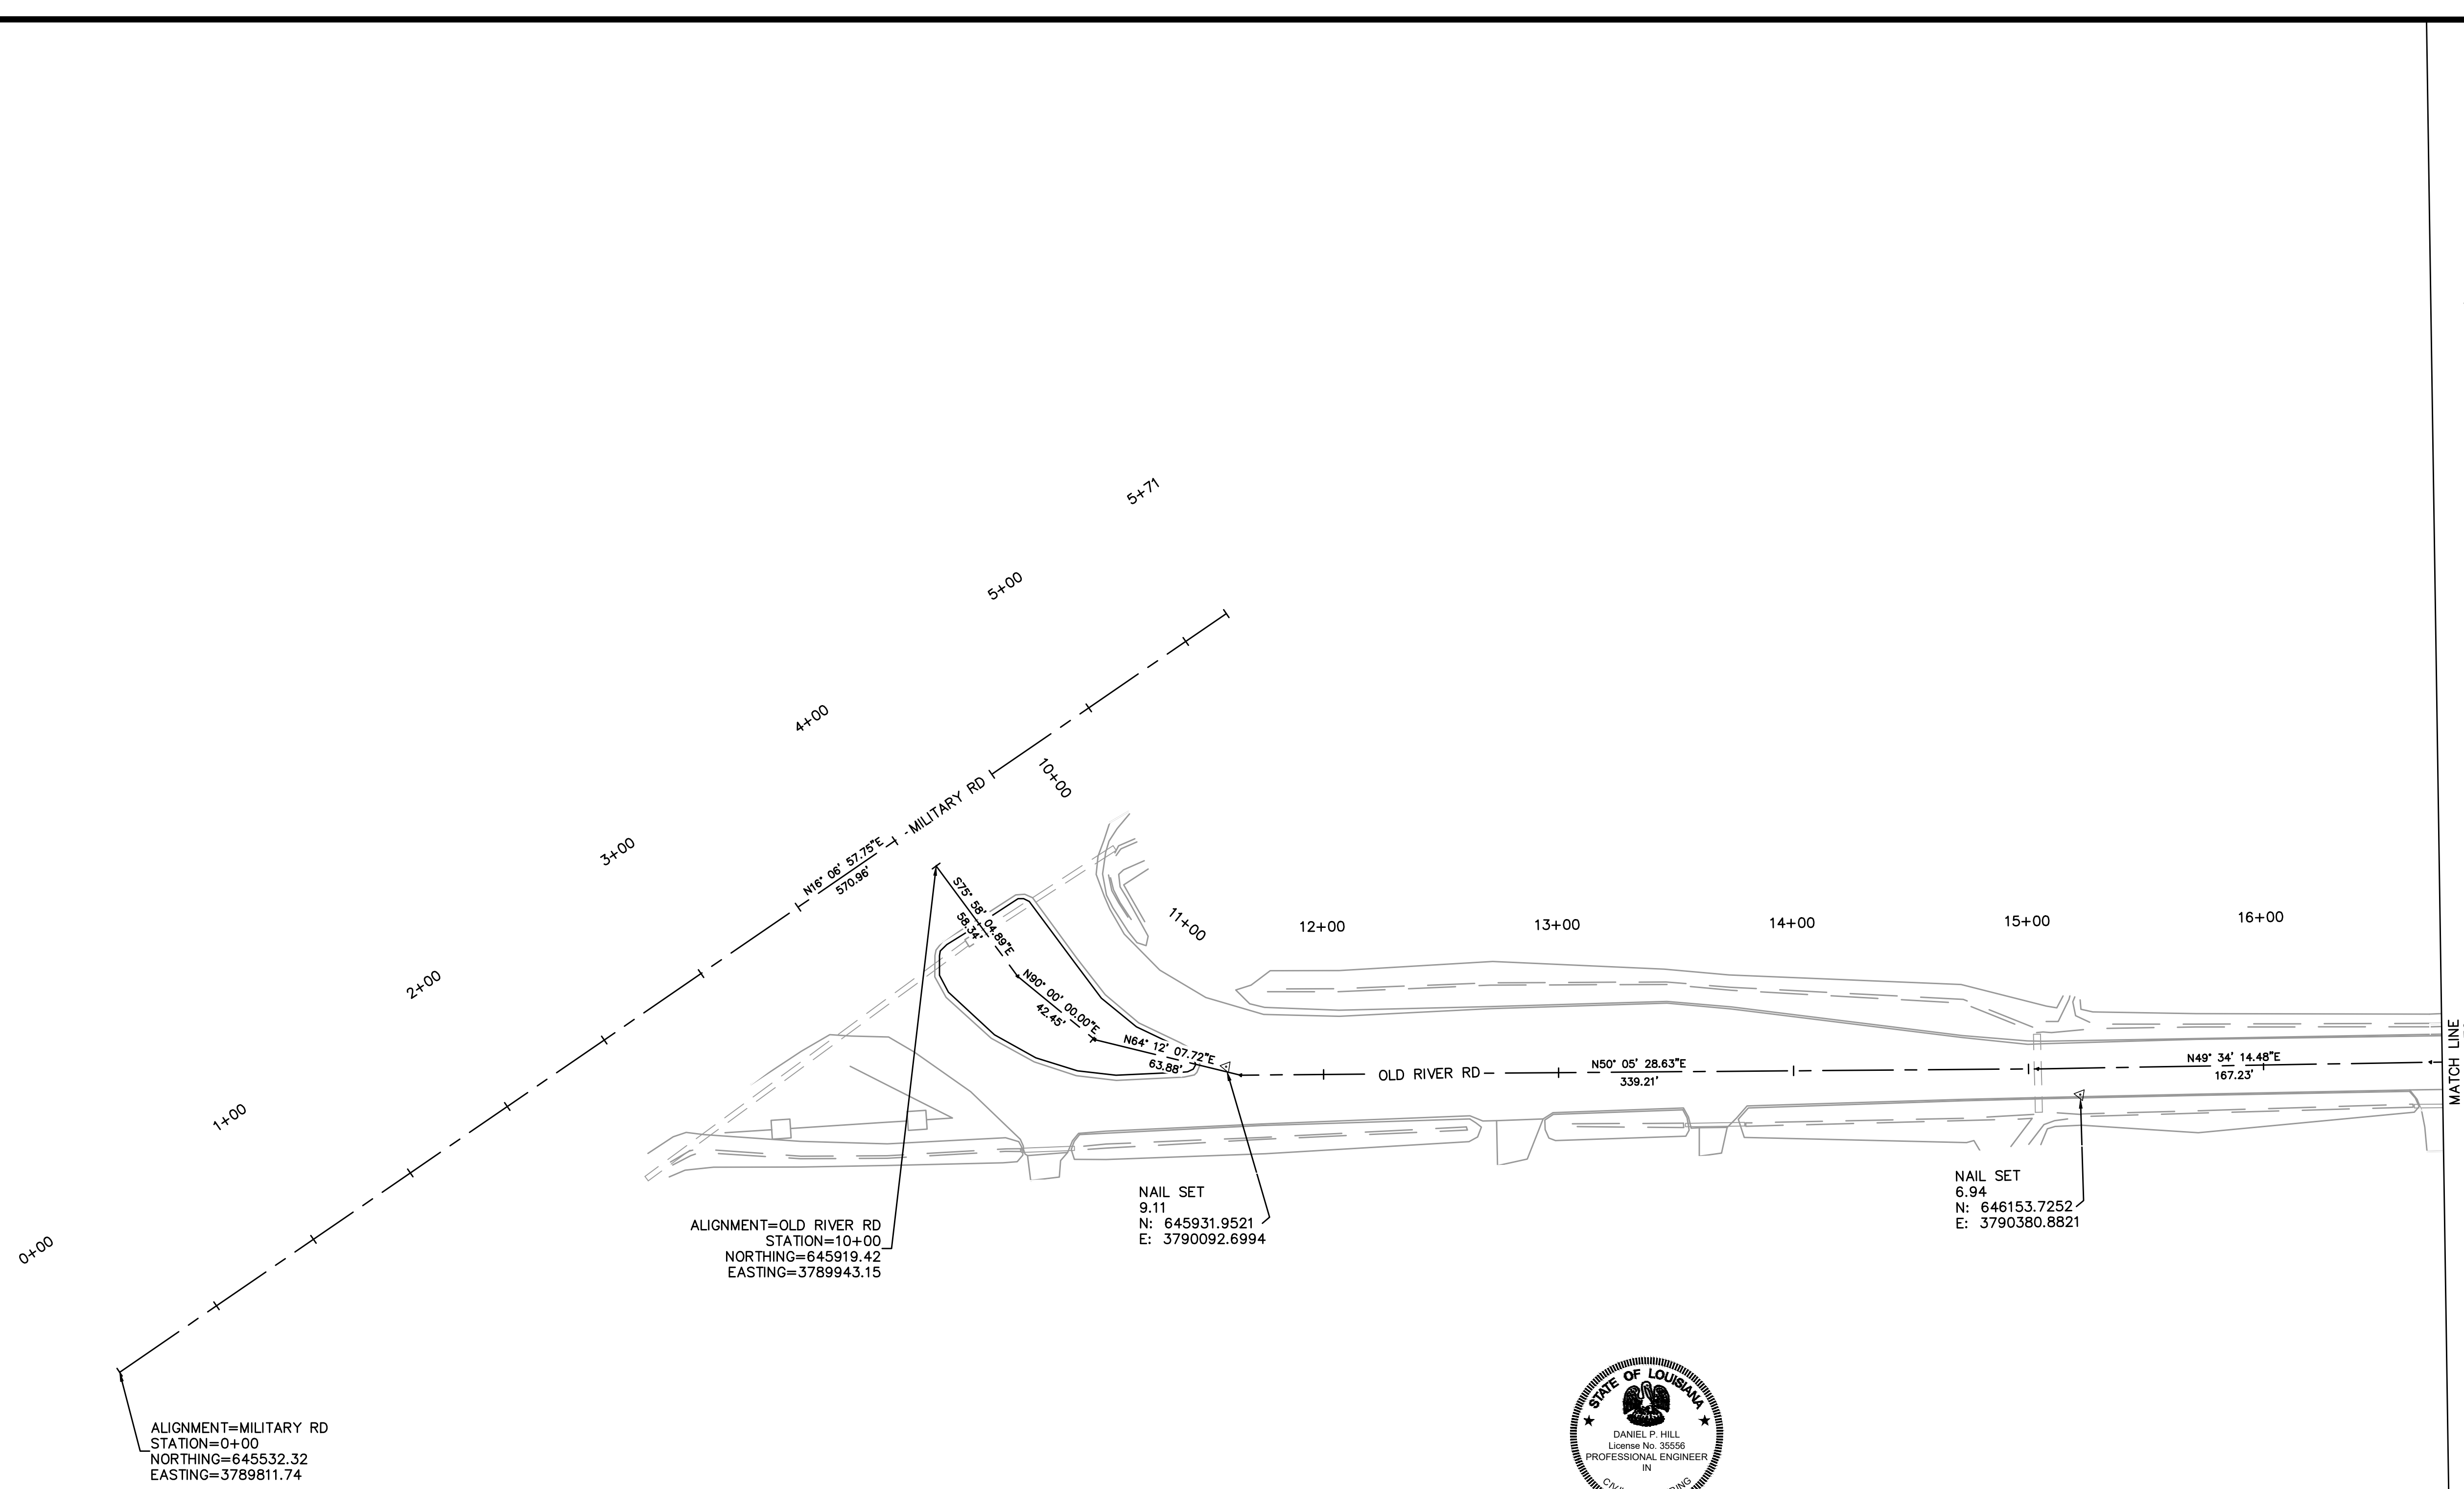 5+71
5+00
4+00
3+00
2+00
1+00
0+00
N16° 06' 57.75"E
570.96'
MILITARY RD
10+00
11+00
12+00
13+00
14+00
15+00
16+00
S75° 58' 04.89"E
58.34'
N90° 00' 00.00"E
42.45'
N64° 12' 07.72"E
63.88'
OLD RIVER RD
N50° 05' 28.63"E
339.21'
N49° 34' 14.48"E
167.23'
MATCH LINE
ALIGNMENT=OLD RIVER RD
STATION=10+00
NORTHING=645919.42
EASTING=3789943.15
NAIL SET
9.11
N: 645931.9521
E: 3790092.6994
NAIL SET
6.94
N: 646153.7252
E: 3790380.8821
ALIGNMENT=MILITARY RD
STATION=0+00
NORTHING=645532.32
EASTING=3789811.74
STATE OF LOUISIANA
DANIEL P. HILL
License No. 35556
PROFESSIONAL ENGINEER
IN